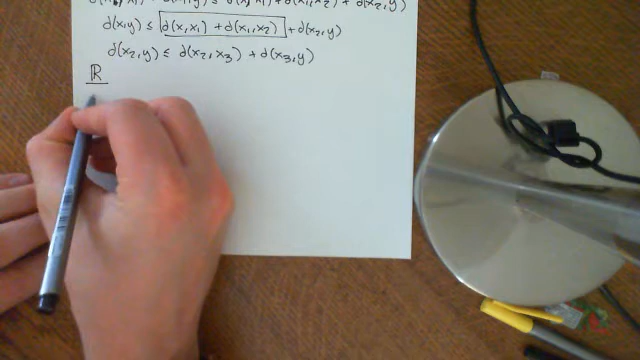 d(x,y) ≤ d(x,x₁) + d(x₁,x₂) + d(x₂,y)
d(x₂,y) ≤ d(x₂,x₃) + d(x₃,y)
ℝ